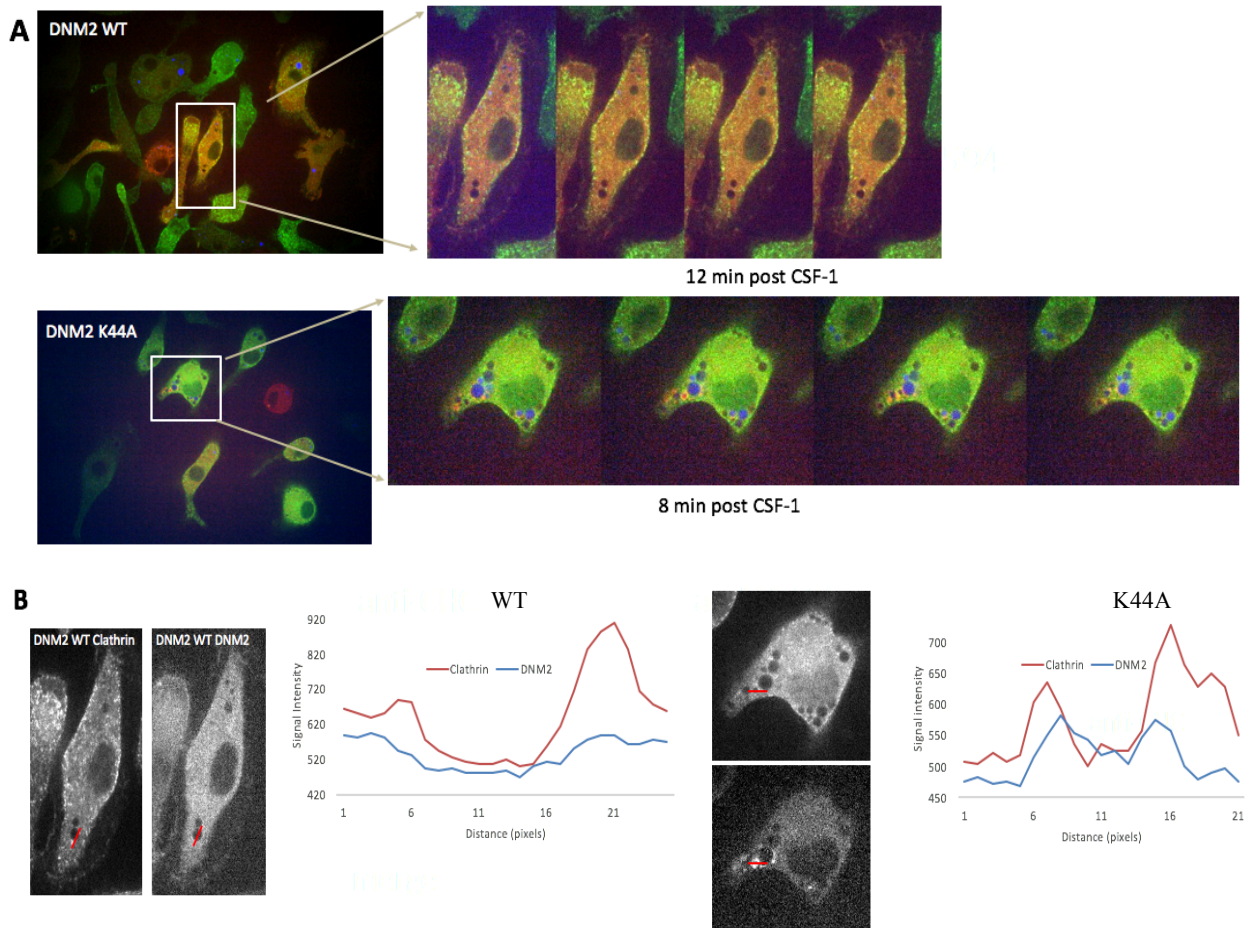 A
DNM2 WT
12 min post CSF-1
DNM2 K44A
8 min post CSF-1
B
DNM2 WT Clathrin
DNM2 WT DNM2
WT
920
820
720
620
520
420
Signal Intensity
Clathrin
DNM2
1
6
11
16
21
Distance (pixels)
K44A
700
650
600
550
500
450
Signal intensity
Clathrin
DNM2
1
6
11
16
21
Distance (pixels)